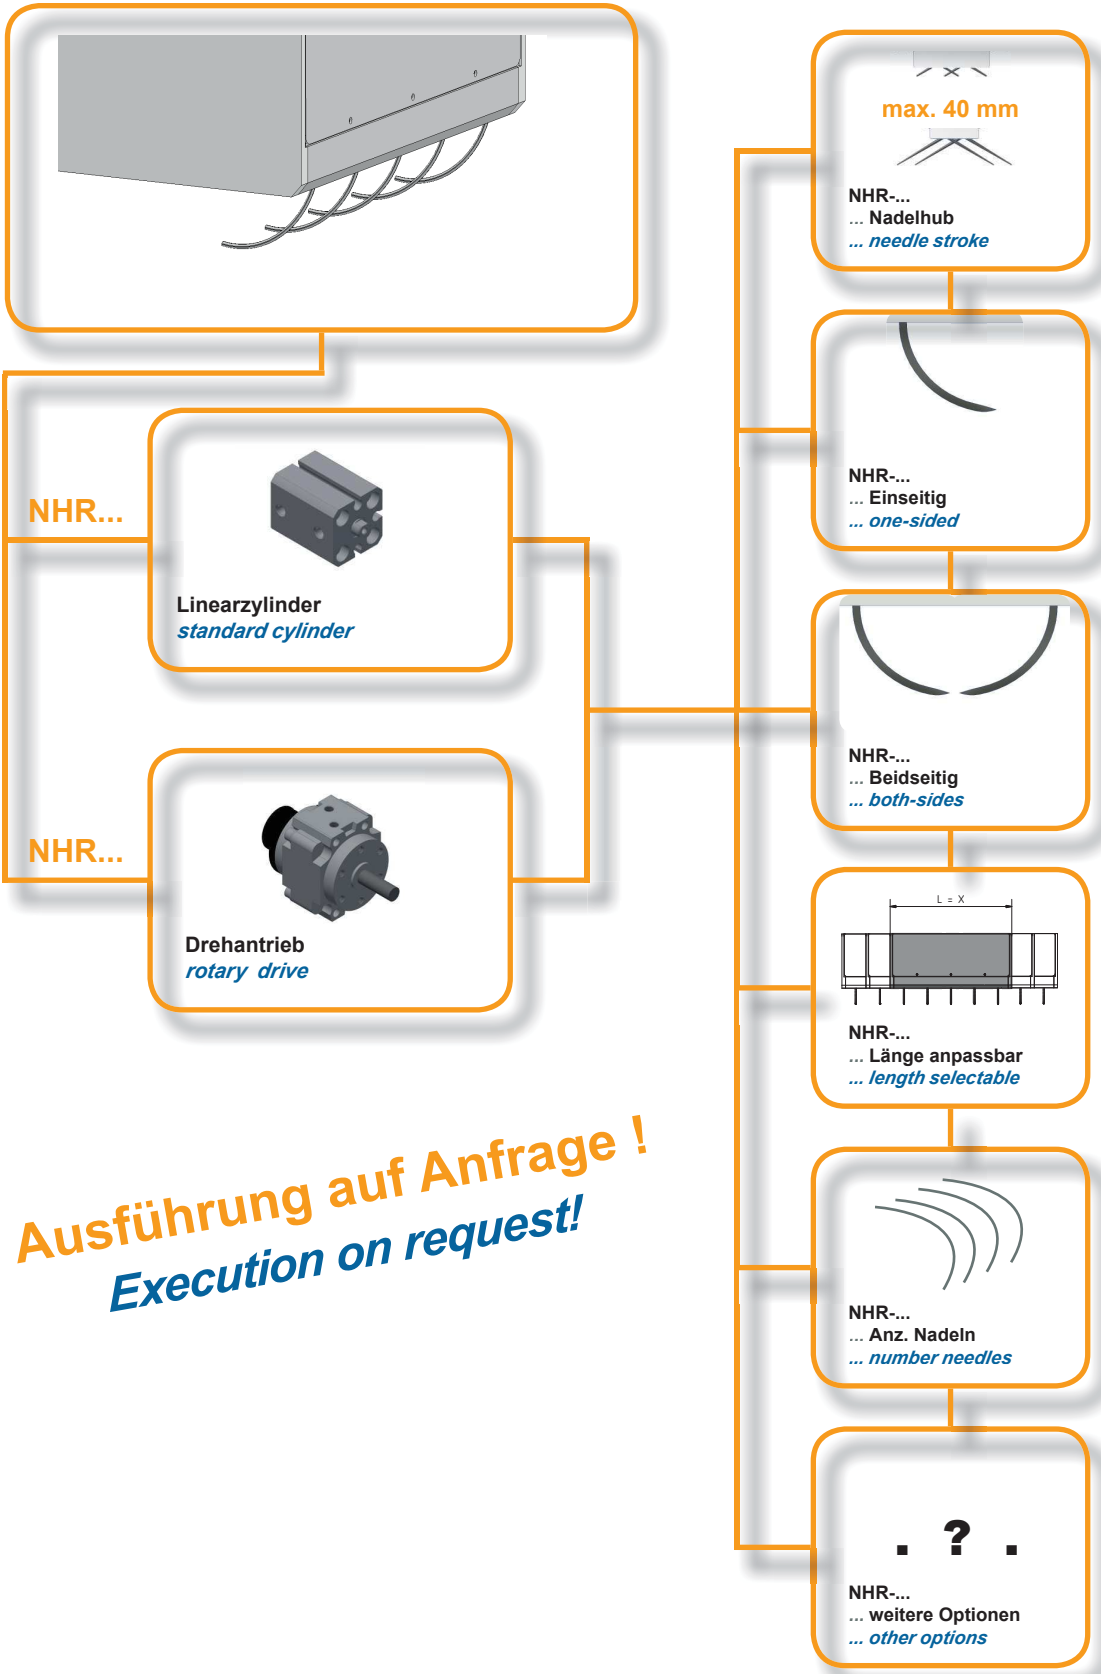 NHR...
Linearzylinder
standard cylinder
NHR...
Drehantrieb
rotary drive
Ausführung auf Anfrage !
Execution on request!
max. 40 mm
NHR-...
... Nadelhub
... needle stroke
NHR-...
... Einseitig
... one-sided
NHR-...
... Beidseitig
... both-sides
L = X
NHR-...
... Länge anpassbar
... length selectable
NHR-...
... Anz. Nadeln
... number needles
. ? .
NHR-...
... weitere Optionen
... other options